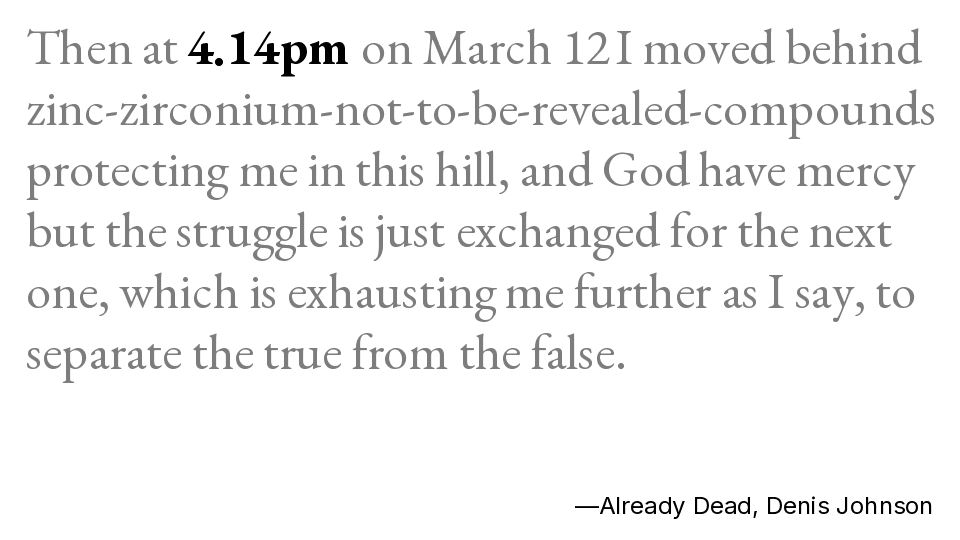 Then at 4.14pm on March 12 I moved behind
zinc-zirconium-not-to-be-revealed-compounds
protecting me in this hill, and God have mercy
but the struggle is just exchanged for the next
one, which is exhausting me further as I say, to
separate the true from the false.
—Already Dead, Denis Johnson